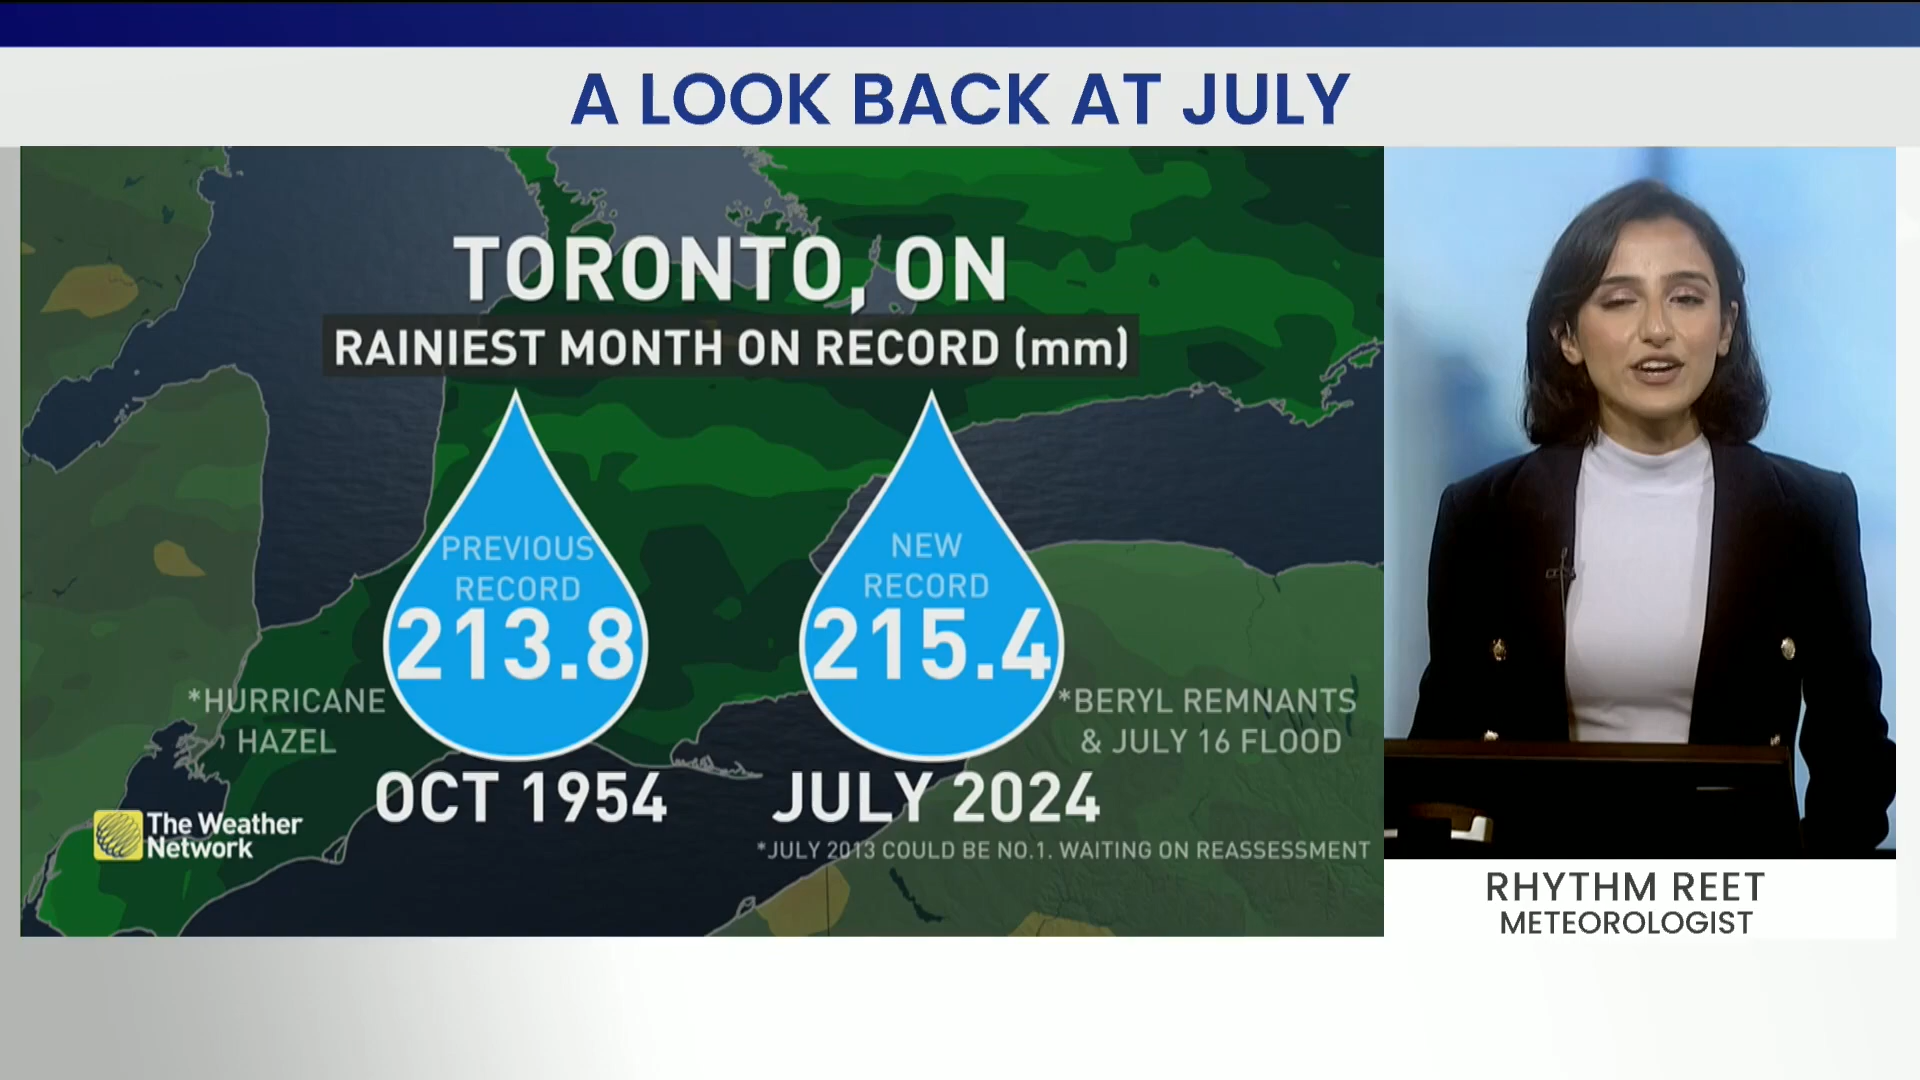 A LOOK BACK AT JULY
TORONTO, ON
RAINIEST MONTH ON RECORD (mm)
PREVIOUS
RECORD
213.8
*HURRICANE
HAZEL
OCT 1954
NEW
RECORD
215.4
*BERYL REMNANTS
& JULY 16 FLOOD
JULY 2024
*JULY 2013 COULD BE NO.1. WAITING ON REASSESSMENT
The Weather
Network
RHYTHM REET
METEOROLOGIST